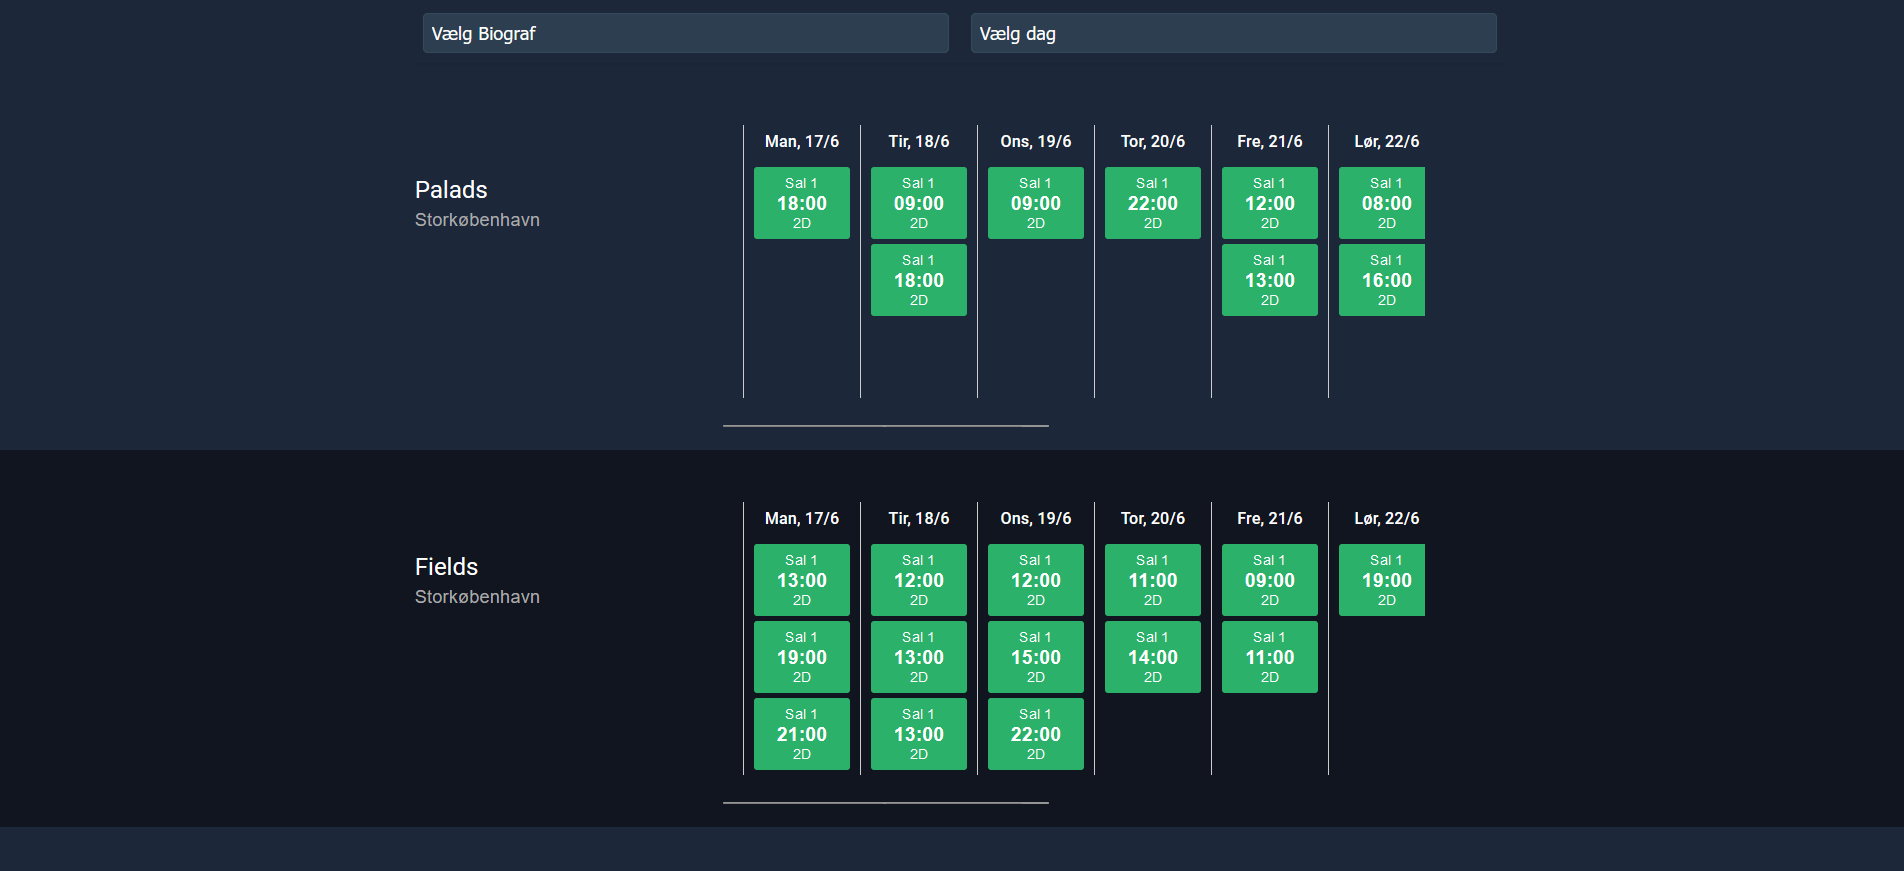 Vælg Biograf
Vælg dag
Palads
Storkøbenhavn
Man, 17/6
Sal 1
18:00
2D
Tir, 18/6
Sal 1
09:00
2D
Sal 1
18:00
2D
Ons, 19/6
Sal 1
09:00
2D
Tor, 20/6
Sal 1
22:00
2D
Fre, 21/6
Sal 1
12:00
2D
Sal 1
13:00
2D
Lør, 22/6
Sal 1
08:00
2D
Sal 1
16:00
2D
Fields
Storkøbenhavn
Man, 17/6
Sal 1
13:00
2D
Sal 1
19:00
2D
Sal 1
21:00
2D
Tir, 18/6
Sal 1
12:00
2D
Sal 1
13:00
2D
Sal 1
13:00
2D
Ons, 19/6
Sal 1
12:00
2D
Sal 1
15:00
2D
Sal 1
22:00
2D
Tor, 20/6
Sal 1
11:00
2D
Sal 1
14:00
2D
Fre, 21/6
Sal 1
09:00
2D
Sal 1
11:00
2D
Lør, 22/6
Sal 1
19:00
2D